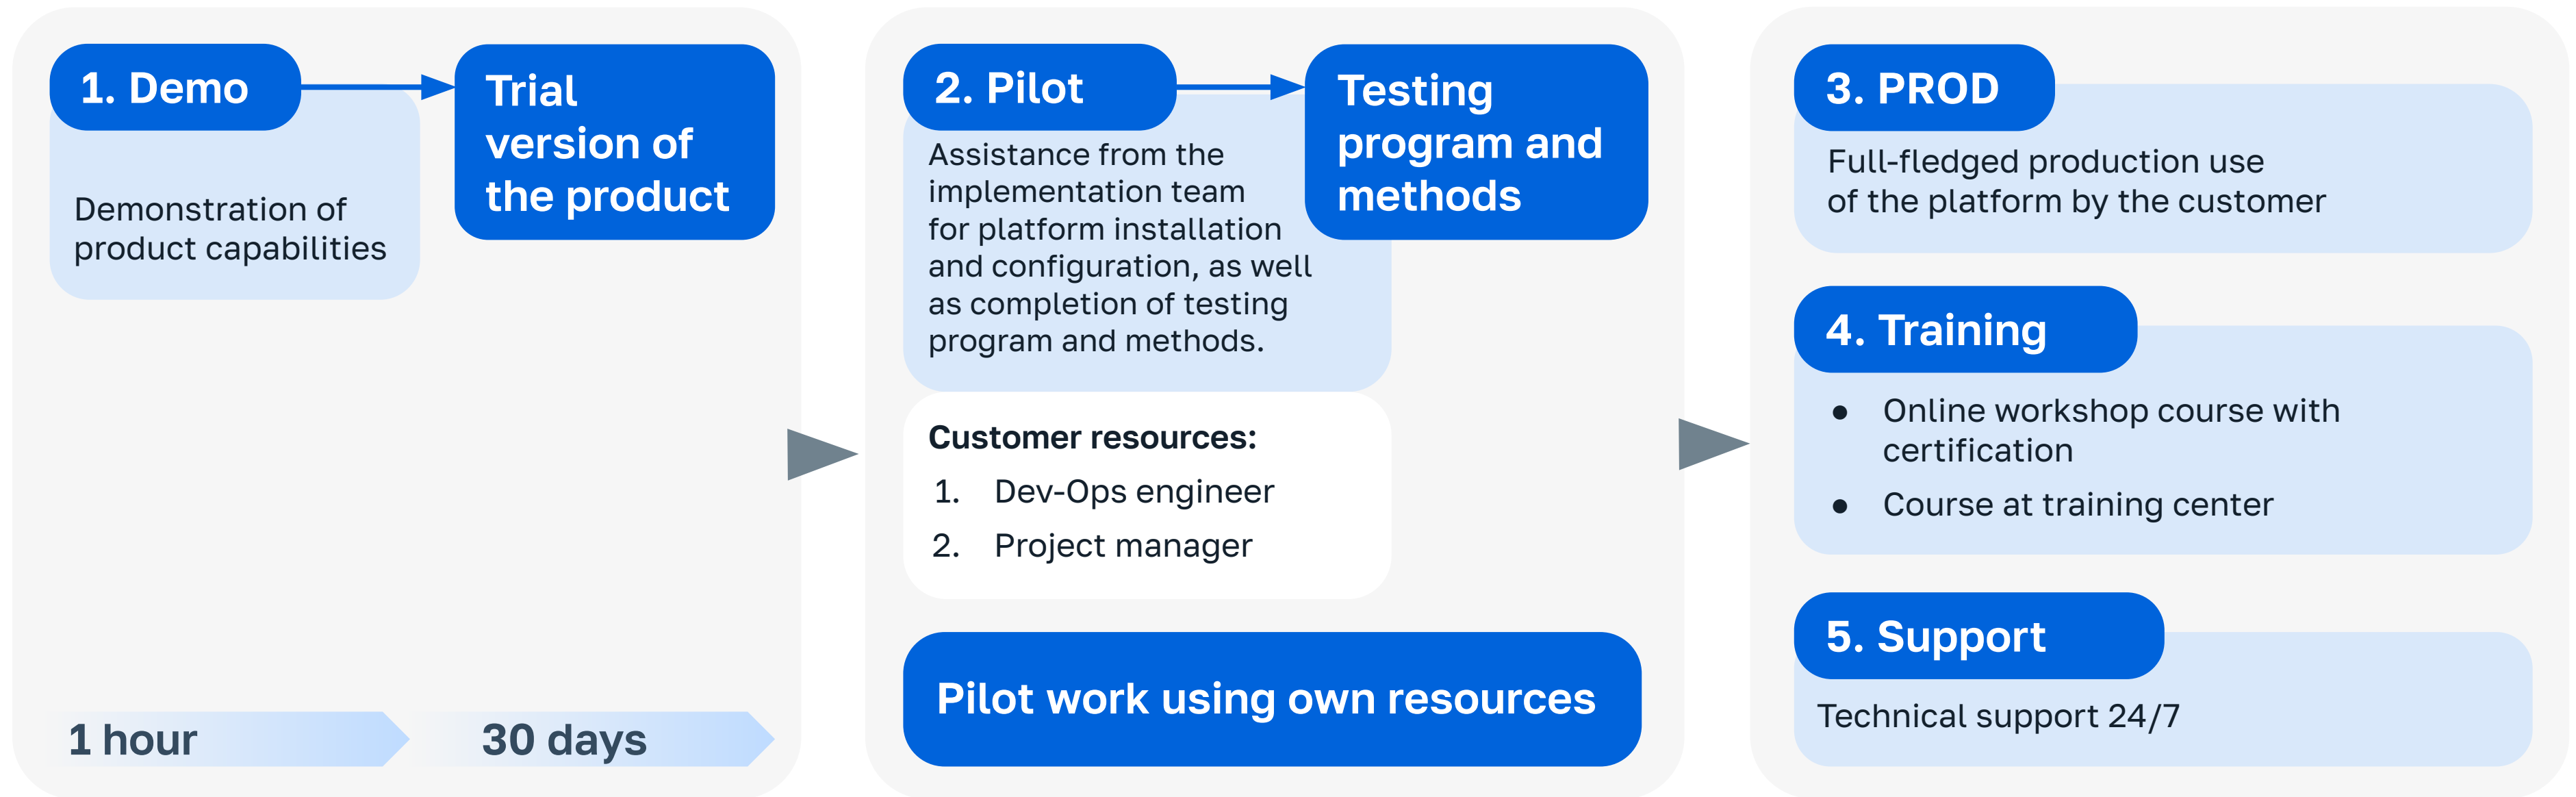 1. Demo
Trial
version of
the product
Demonstration of
product capabilities
1 hour
30 days
2. Pilot
Testing
program and
methods
Assistance from the
implementation team
for platform installation
and configuration, as well
as completion of testing
program and methods.
Customer resources:
1. Dev-Ops engineer
2. Project manager
Pilot work using own resources
3. PROD
Full-fledged production use
of the platform by the customer
4. Training
● Online workshop course with
certification
● Course at training center
5. Support
Technical support 24/7